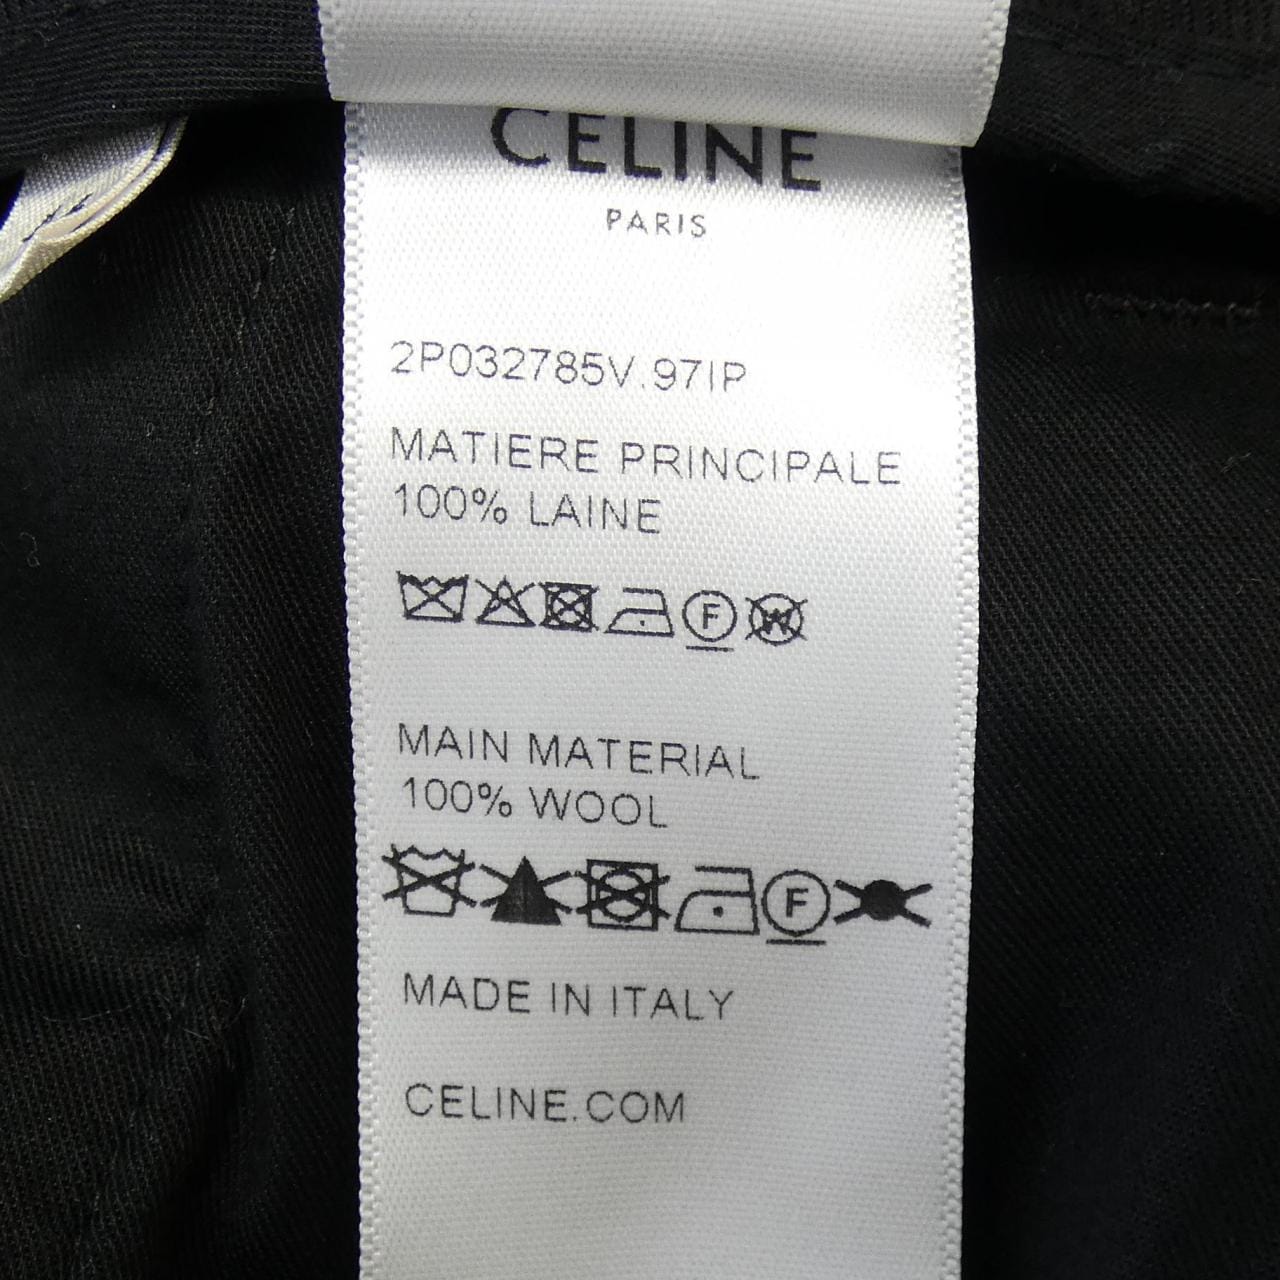 CELINE
PARIS
2P032785V.97IP
MATIERE PRINCIPALE
100% LAINE
F W
MAIN MATERIAL
100% WOOL
F
MADE IN ITALY
CELINE.COM